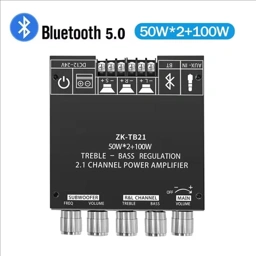 Bluetooth 5.0
50W*2+100W
DC12-24V
BT
AUX-IN
ZK-TB21
50W*2+100W
TREBLE - BASS REGULATION
2.1 CHANNEL POWER AMPLIFIER
SUBWOOFER R&L CHANNEL MAIN
FREQ VOLUME TREBLE BASS VOLUME
OFF